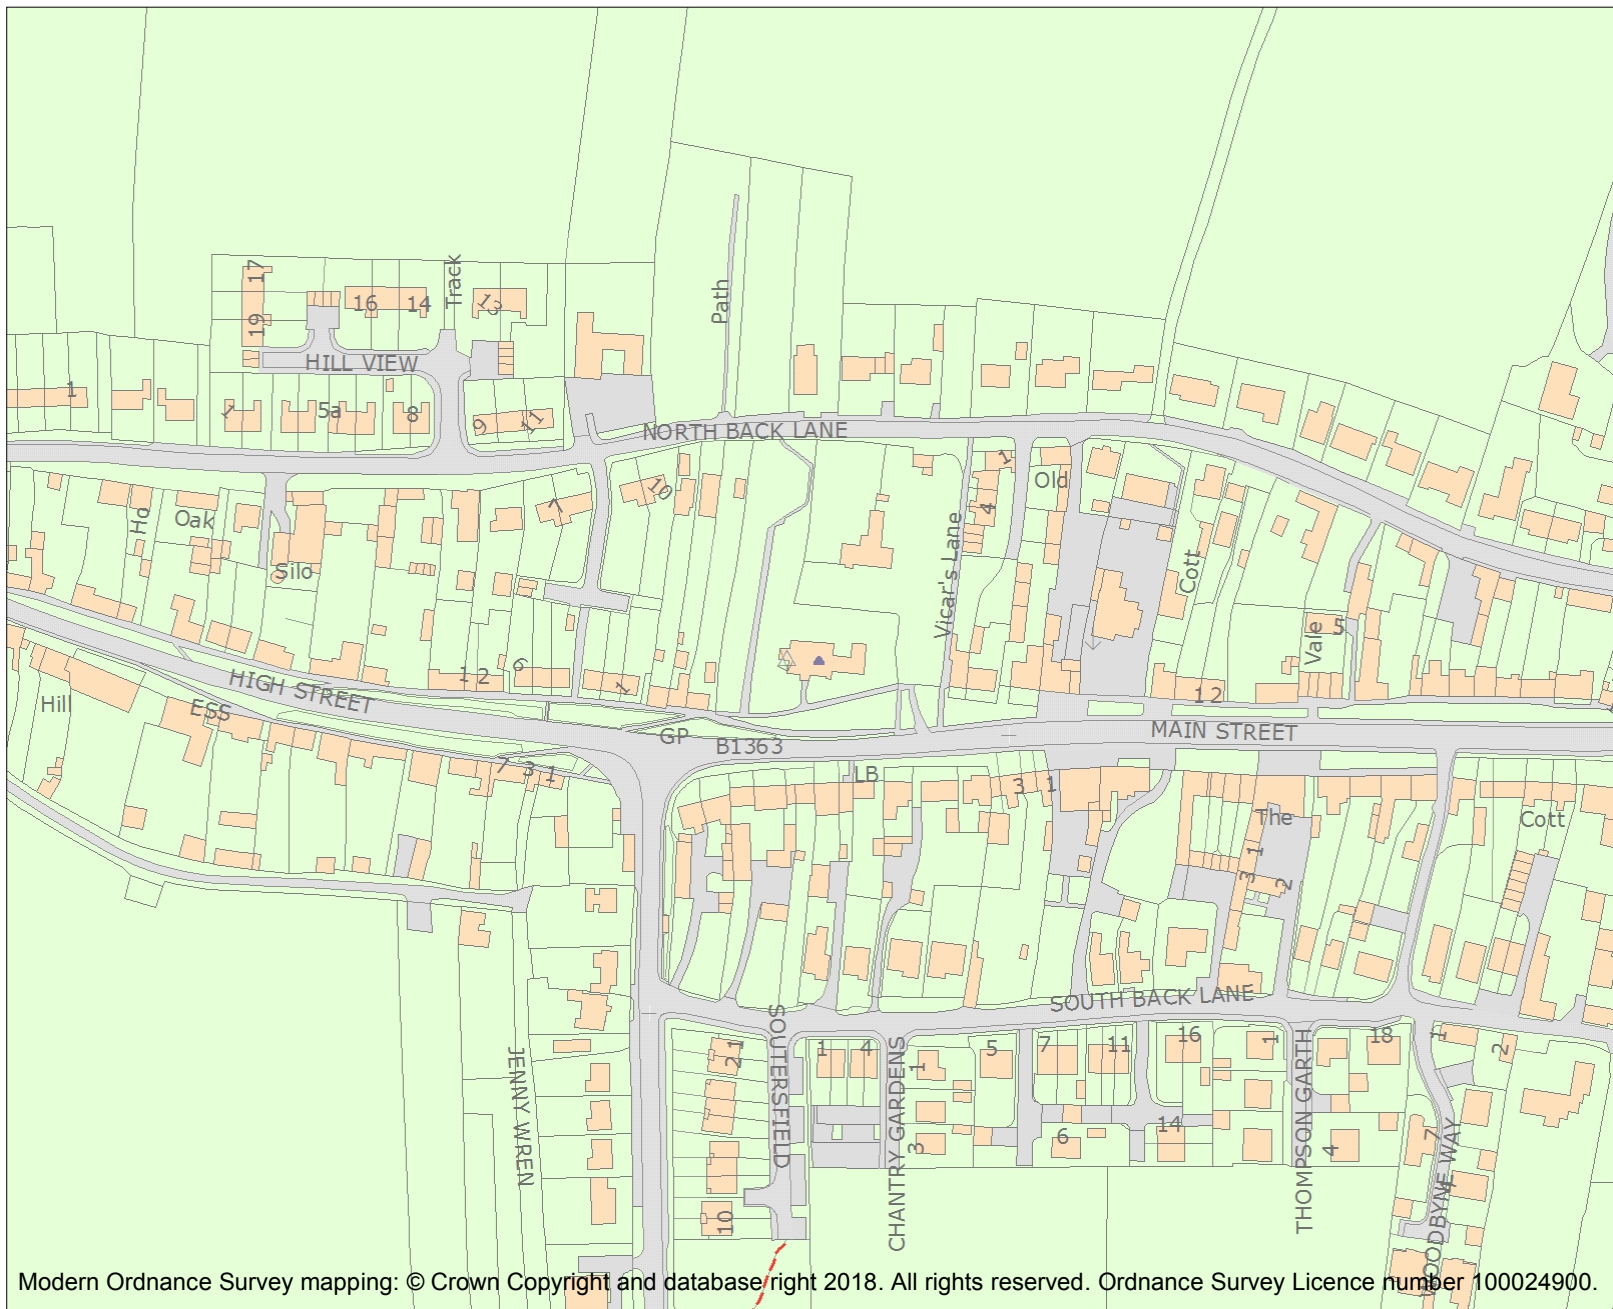 17
Track
16
14
13
Path
19
HILL VIEW
1
1
5a
8
9
11
NORTH BACK LANE
1
10
Old
7
4
Ho
Oak
Vicar's Lane
Cott
Silo
5
Vale
6
1 2
1
HIGH STREET
1 2
Hill
ESS
GP
B1363
MAIN STREET
7 3 1
LB
3
1
The
Cott
1
3
2
SOUTH BACK LANE
SOUTERSFIELD
1
2
1
4
CHANTRY GARDENS
1
5
7
11
16
1
THOMPSON GARTH
18
1
2
JENNY WREN
3
6
14
4
7
WOODBYNE WAY
10
Modern Ordnance Survey mapping: © Crown Copyright and database right 2018. All rights reserved. Ordnance Survey Licence number 100024900.